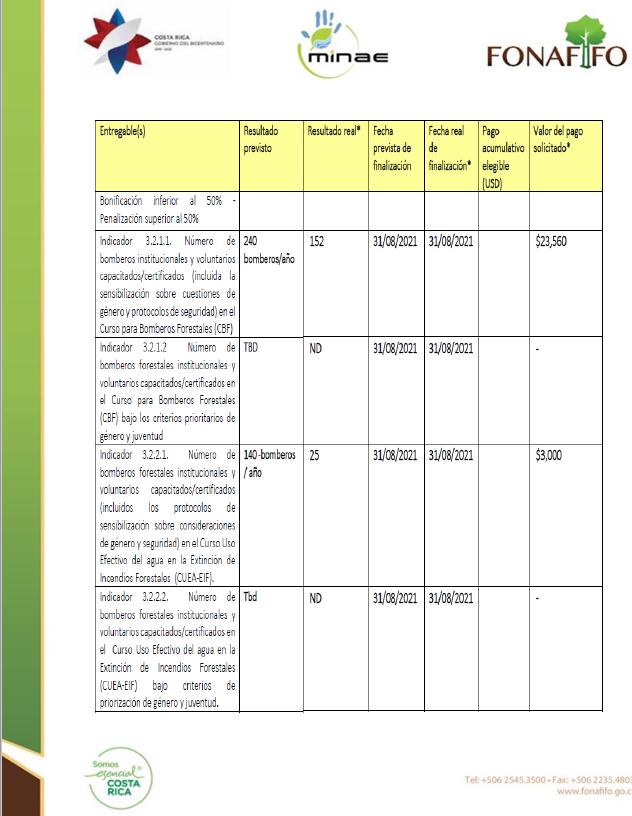 COSTA RICA
GOBIERNO DEL BICENTENARIO
minae
FONAFIFO
Entregable(s)
Resultado
previsto
Resultado real*
Fecha
prevista de
finalización
Fecha real
de
finalización*
Pago
acumulativo
elegible
(USD)
Valor del pago
solicitado*
Bonificación inferior al 50% -
Penalización superior al 50%
Indicador 3.2.1.1. Número de
bomberos institucionales y voluntarios
capacitados/certificados (incluida la
sensibilización sobre cuestiones de
género y protocolos de seguridad) en el
Curso para Bomberos Forestales (CBF)
240
bomberos/año
152
31/08/2021
31/08/2021
$23,560
Indicador 3.2.1.2 Número de
bomberos forestales institucionales y
voluntarios capacitados/certificados en
el Curso para Bomberos Forestales
(CBF) bajo los criterios prioritarios de
género y juventud
TBD
ND
31/08/2021
31/08/2021
-
Indicador 3.2.2.1. Número de
bomberos forestales institucionales y
voluntarios capacitados/certificados
(incluidos los protocolos de
sensibilización sobre consideraciones
de género y seguridad) en el Curso Uso
Efectivo del agua en la Extinción de
Incendios Forestales (CUEA-EIF).
140 -bomberos
/ año
25
31/08/2021
31/08/2021
$3,000
Indicador 3.2.2.2. Número de
bomberos forestales institucionales y
voluntarios capacitados/certificados en
el Curso Uso Efectivo del agua en la
Extinción de Incendios Forestales
(CUEA-EIF) bajo criterios de
priorización de género y juventud.
Tbd
ND
31/08/2021
31/08/2021
-
Somos
esencial
COSTA
RICA
Tel: +506 2545.3500 • Fax: +506 2235.4803
www.fonafifo.go.c